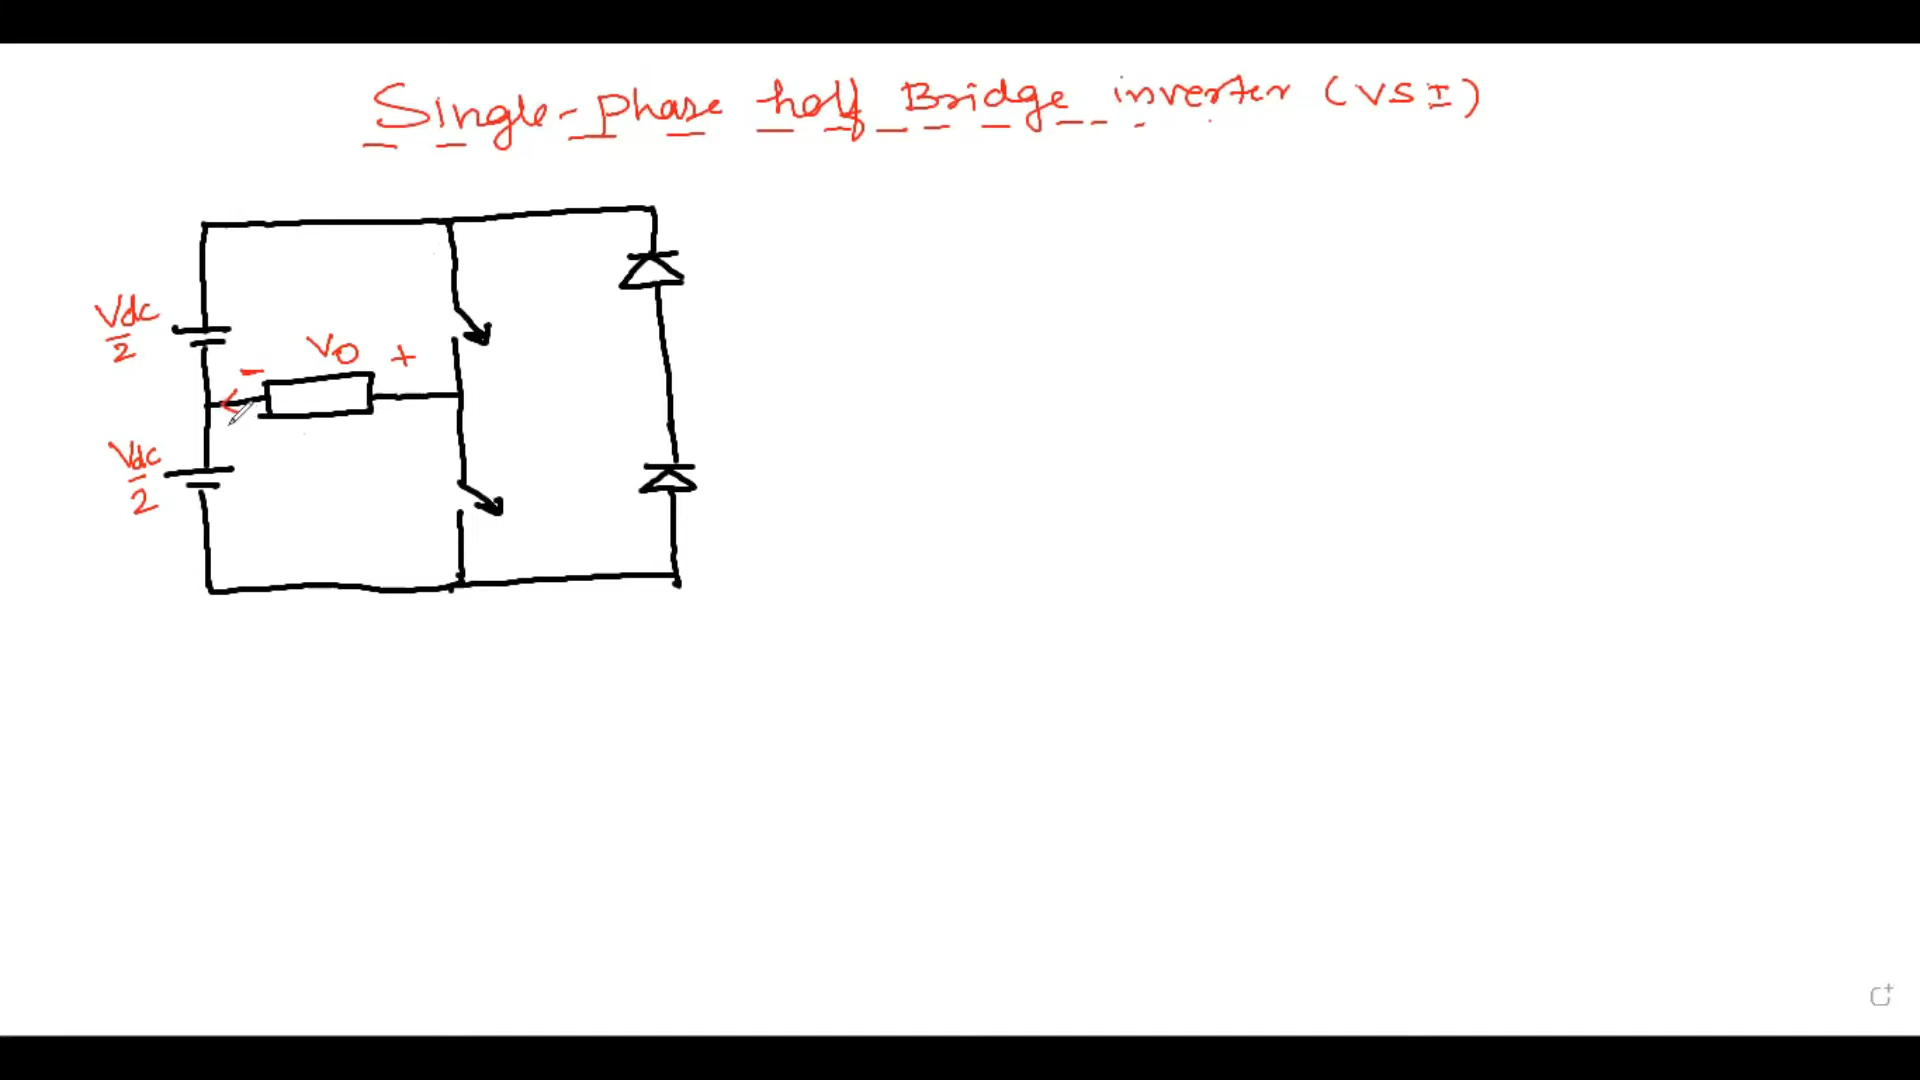 Single-phase half Bridge inverter (VSI)
Vdc
2
- Vo +
Vdc
2